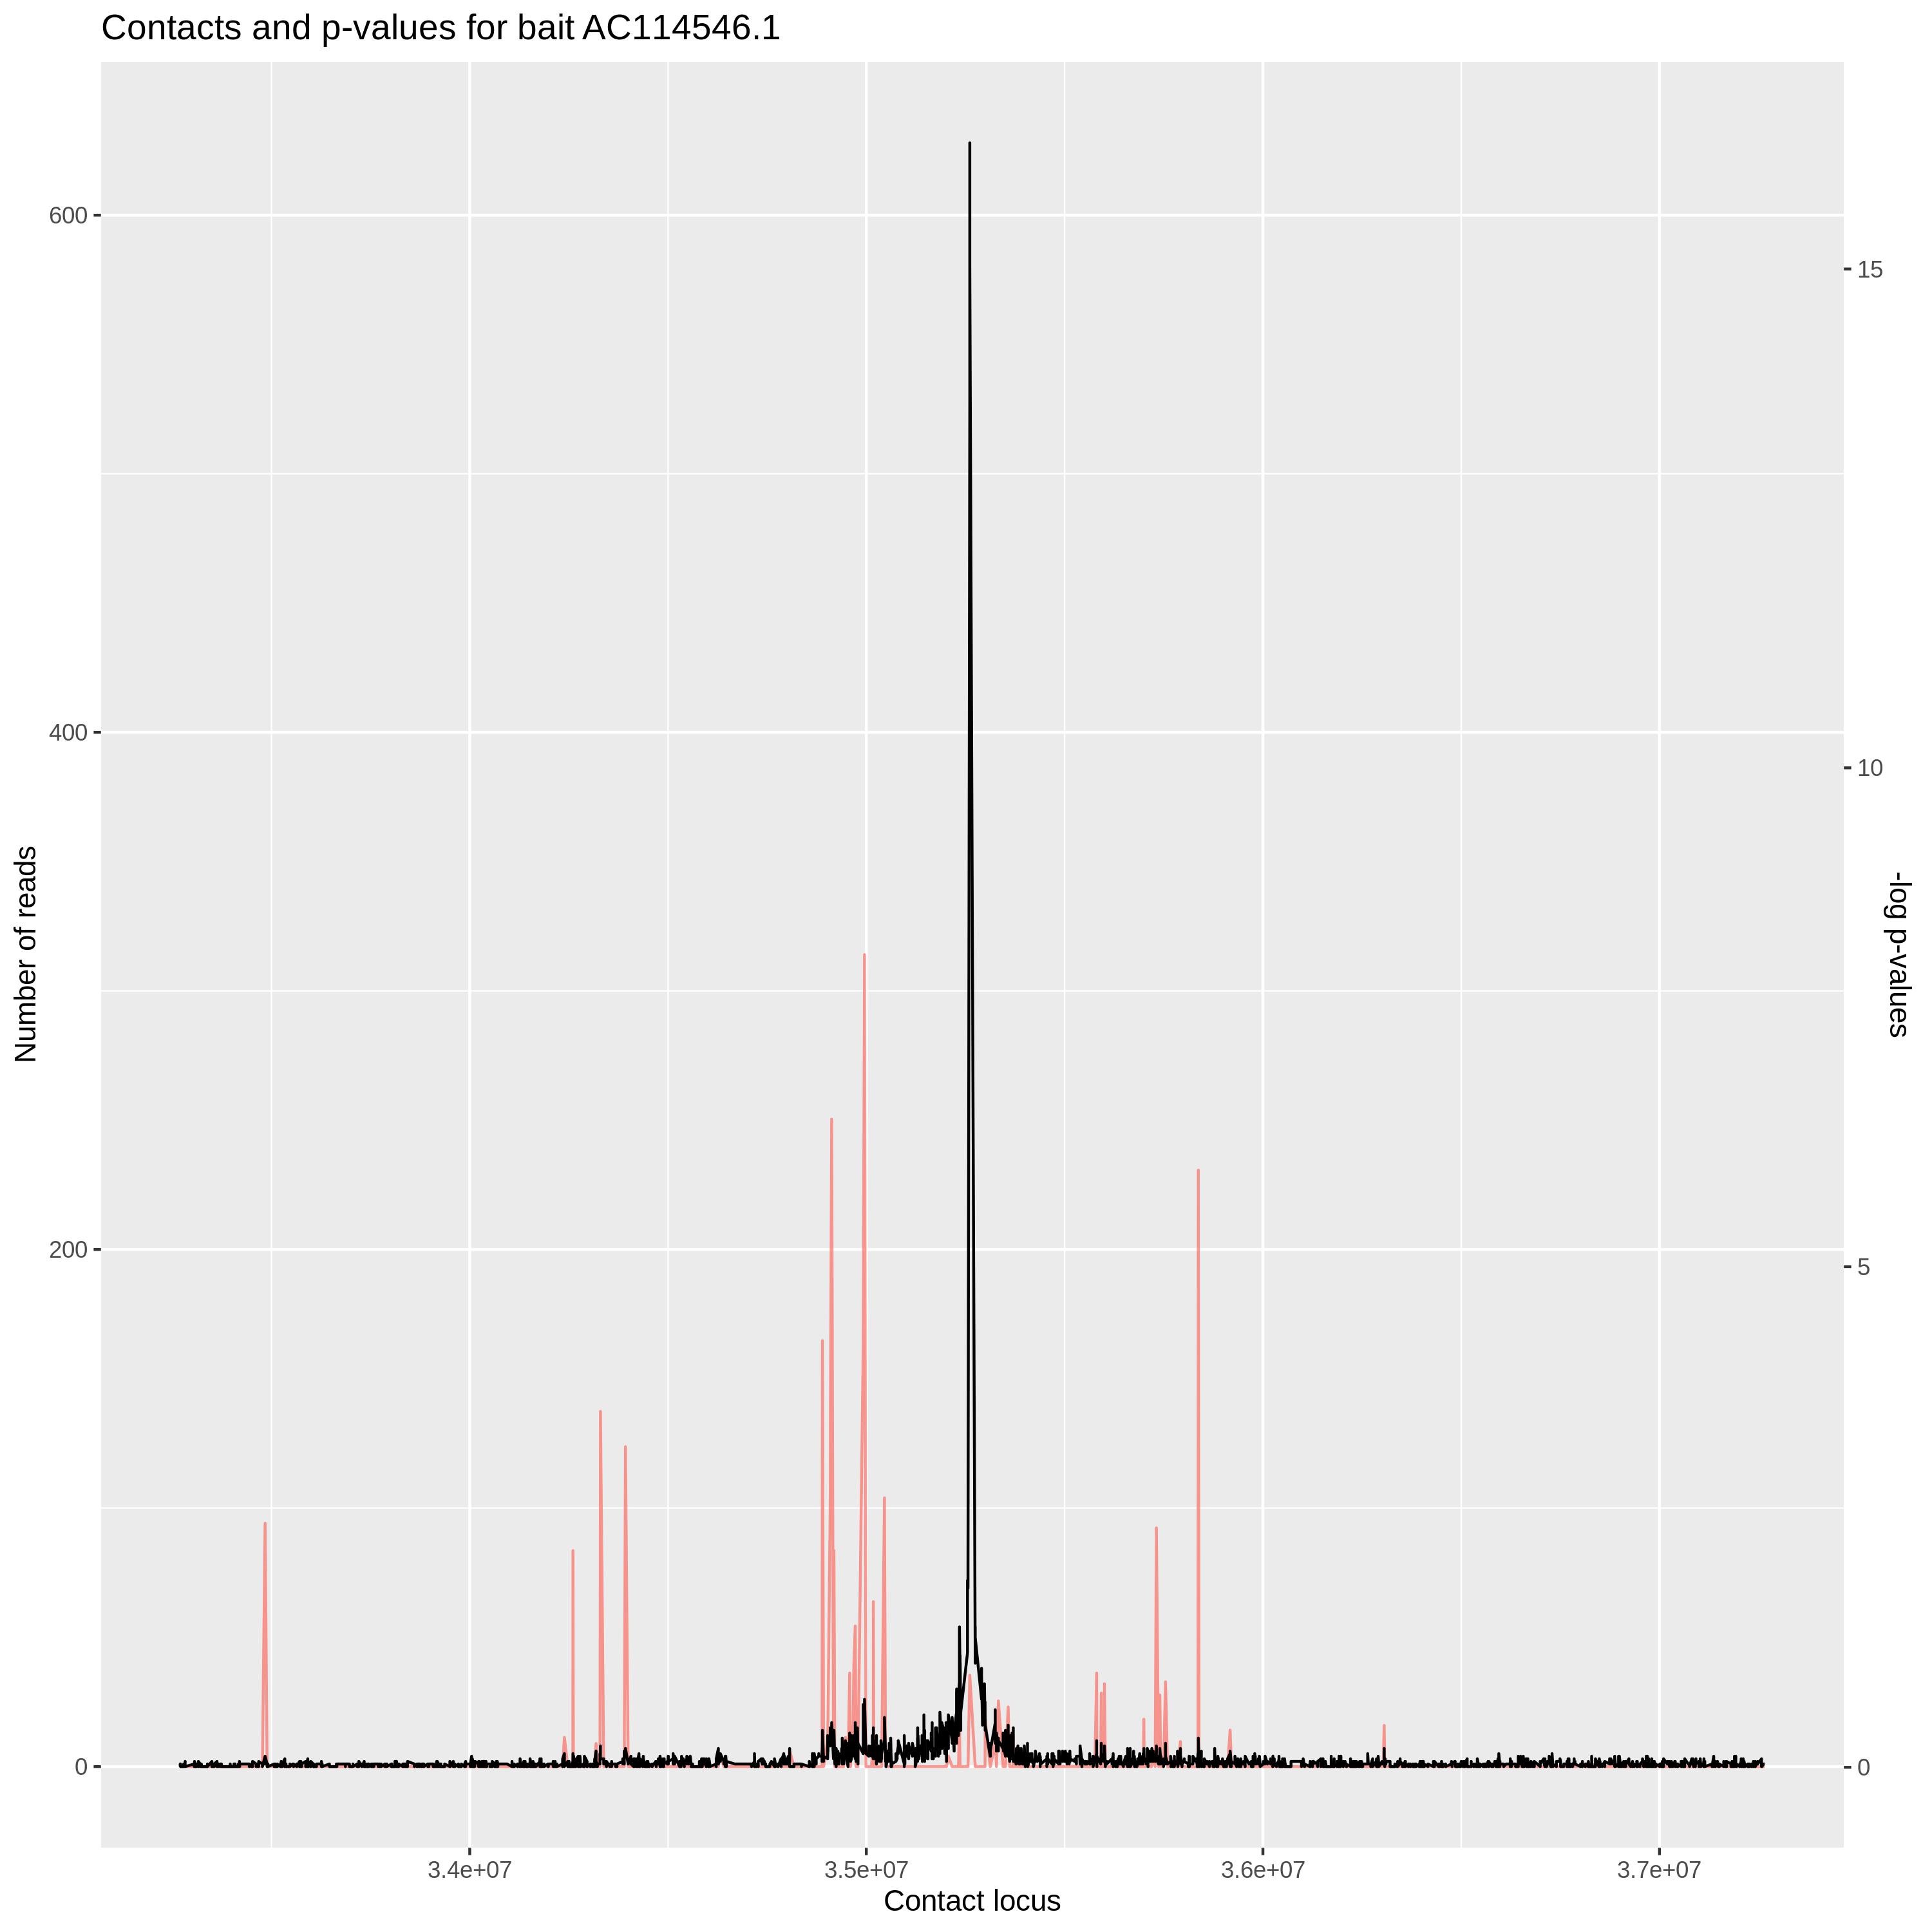 Contacts and p-values for bait AC114546.1
600
400
200
0
Number of reads
15
10
5
0
-log p-values
3.4e+07 3.5e+07 3.6e+07 3.7e+07
Contact locus